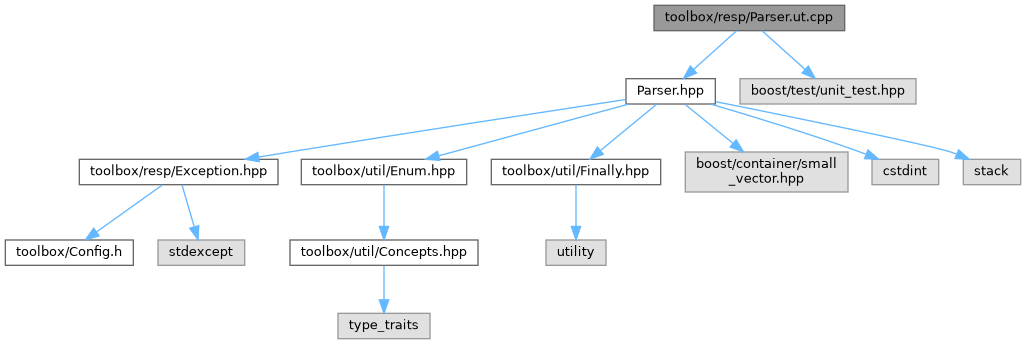 toolbox/resp/Parser.ut.cpp
Parser.hpp
boost/test/unit_test.hpp
toolbox/resp/Exception.hpp
toolbox/util/Enum.hpp
toolbox/util/Finally.hpp
boost/container/small
_vector.hpp
cstdint
stack
toolbox/Config.h
stdexcept
toolbox/util/Concepts.hpp
utility
type_traits